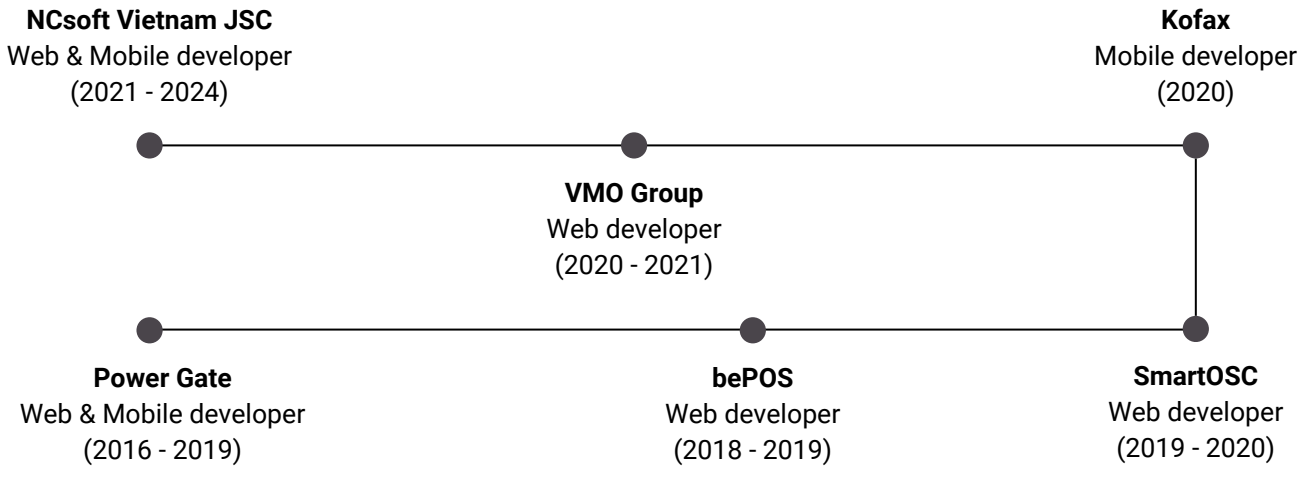 NCsoft Vietnam JSC
Web & Mobile developer
(2021 - 2024)
Kofax
Mobile developer
(2020)
VMO Group
Web developer
(2020 - 2021)
Power Gate
Web & Mobile developer
(2016 - 2019)
bePOS
Web developer
(2018 - 2019)
SmartOSC
Web developer
(2019 - 2020)